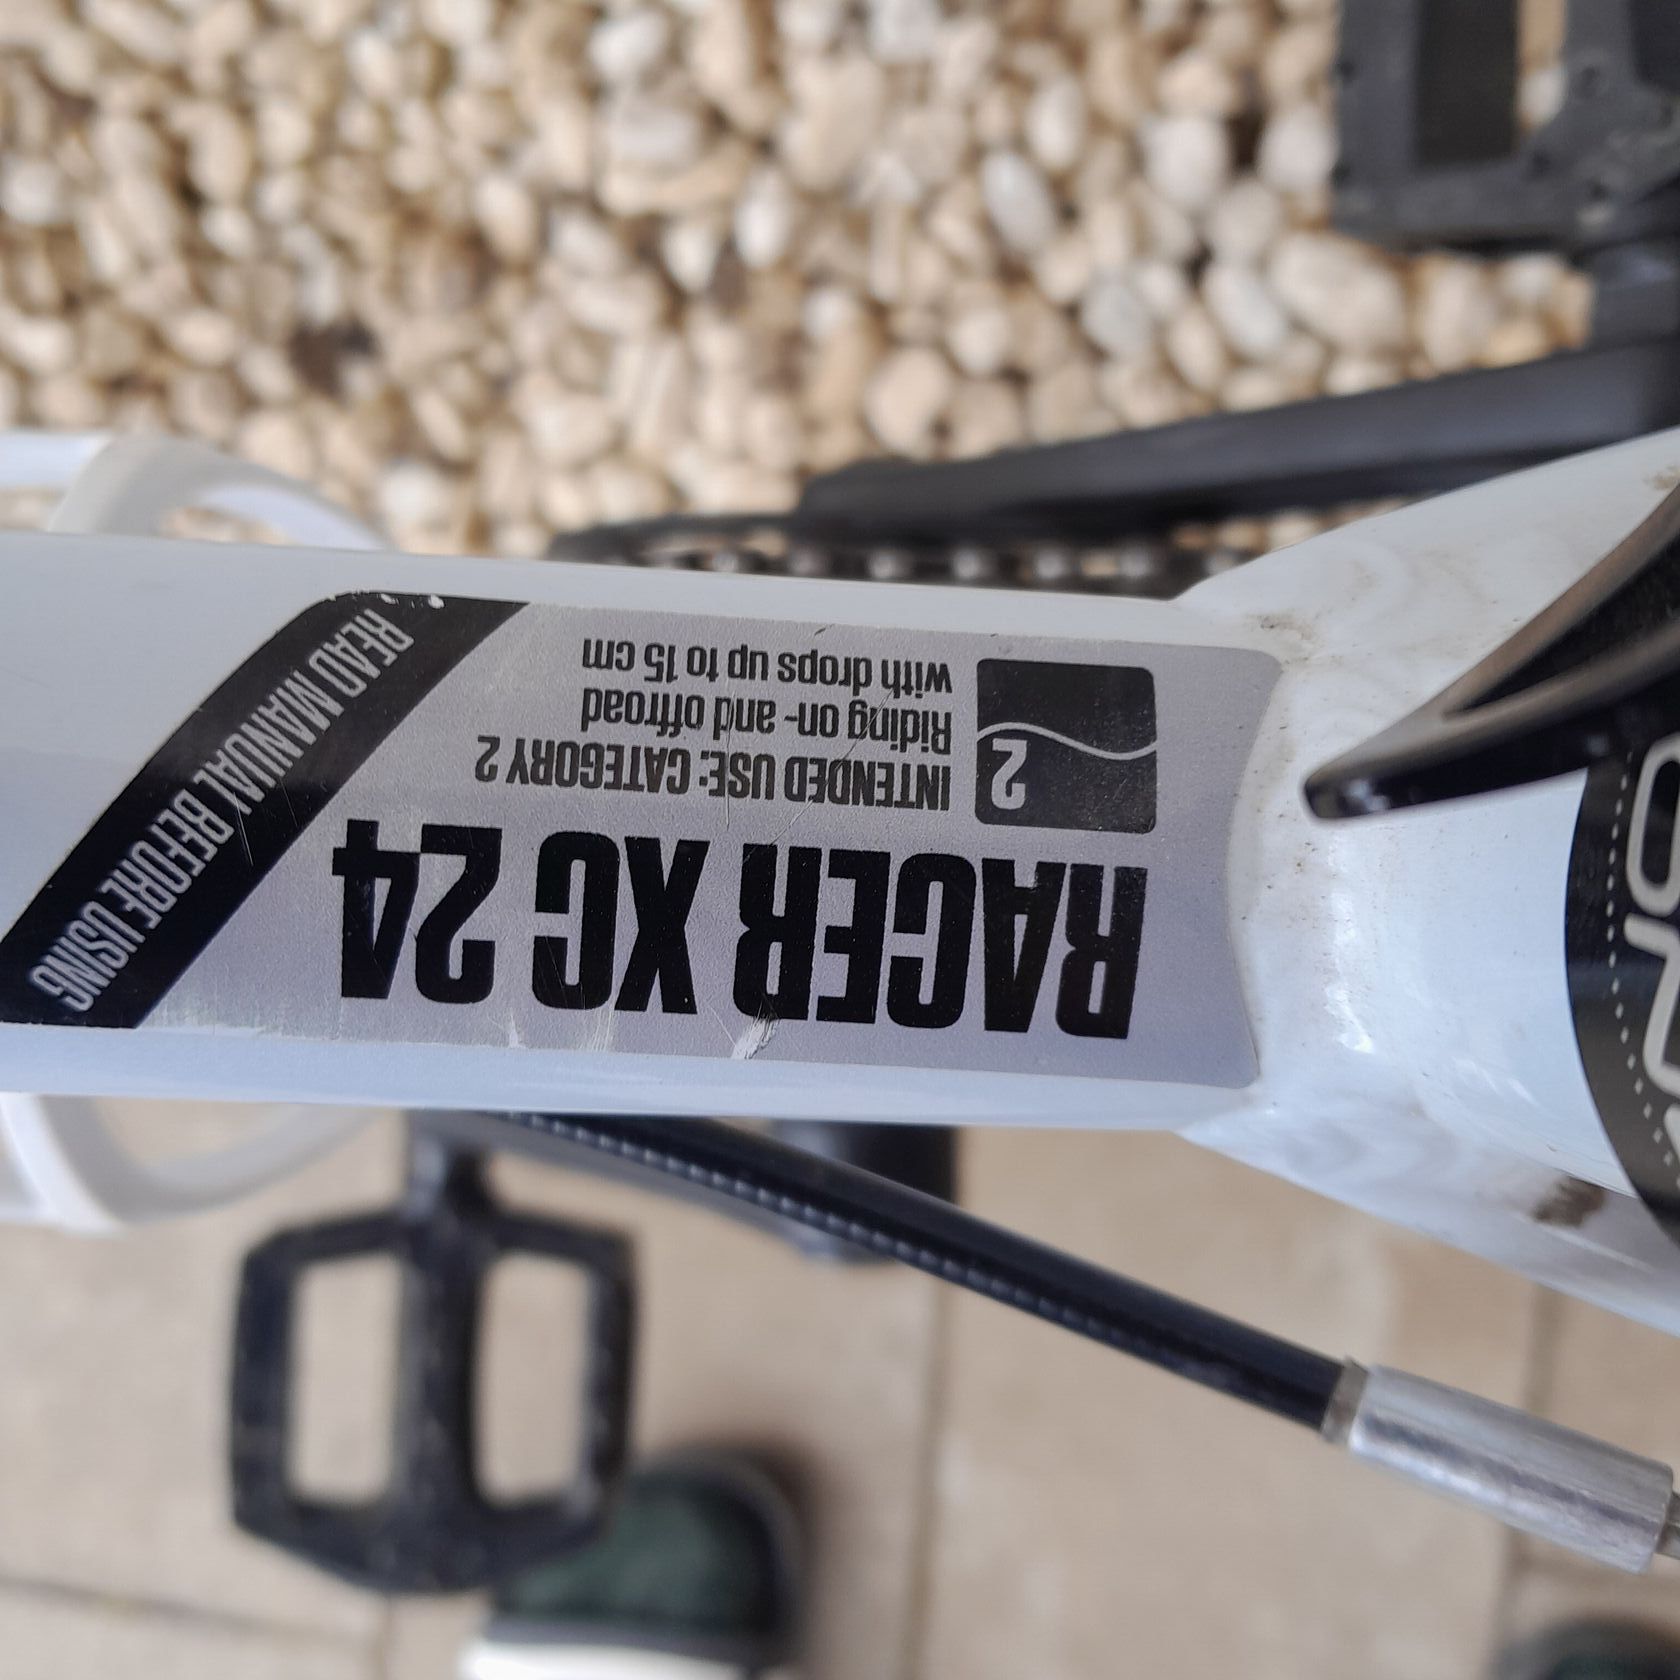 RACER XC 24
2
INTENDED USE: CATEGORY 2
Riding on- and offroad
with drops up to 15 cm
READ MANUAL BEFORE USING